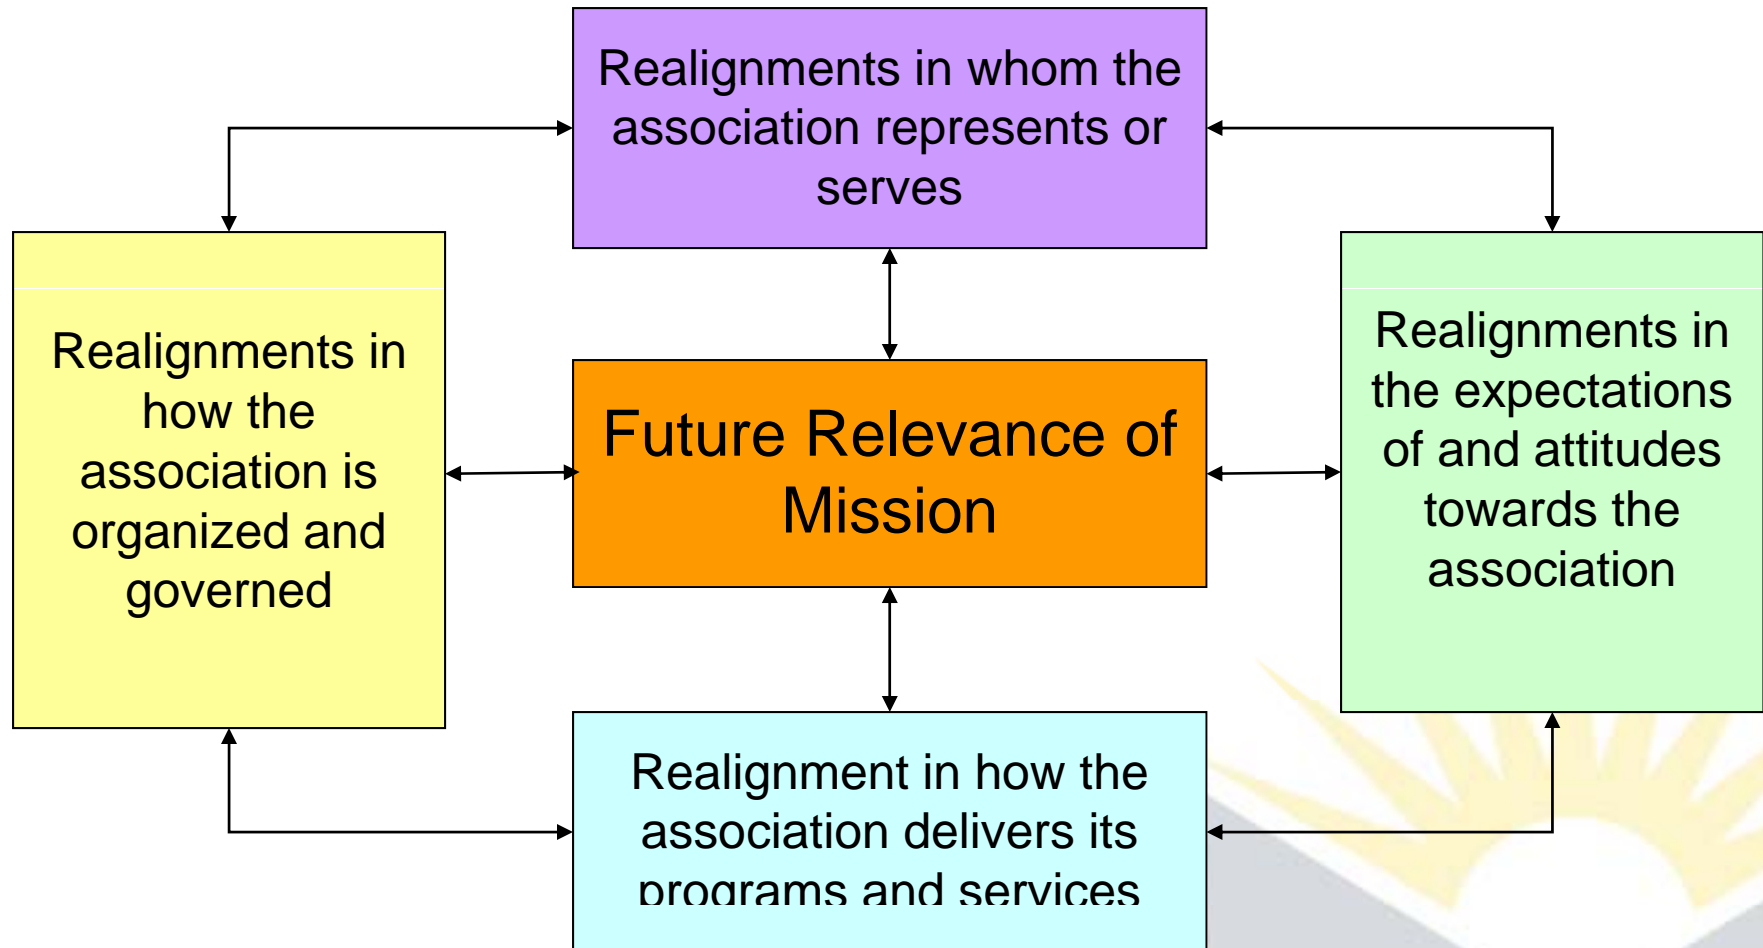 Realignments in whom the
association represents or
serves
Realignments in
how the
association is
organized and
governed
Future Relevance of
Mission
Realignments in
the expectations
of and attitudes
towards the
association
Realignment in how the
association delivers its
programs and services